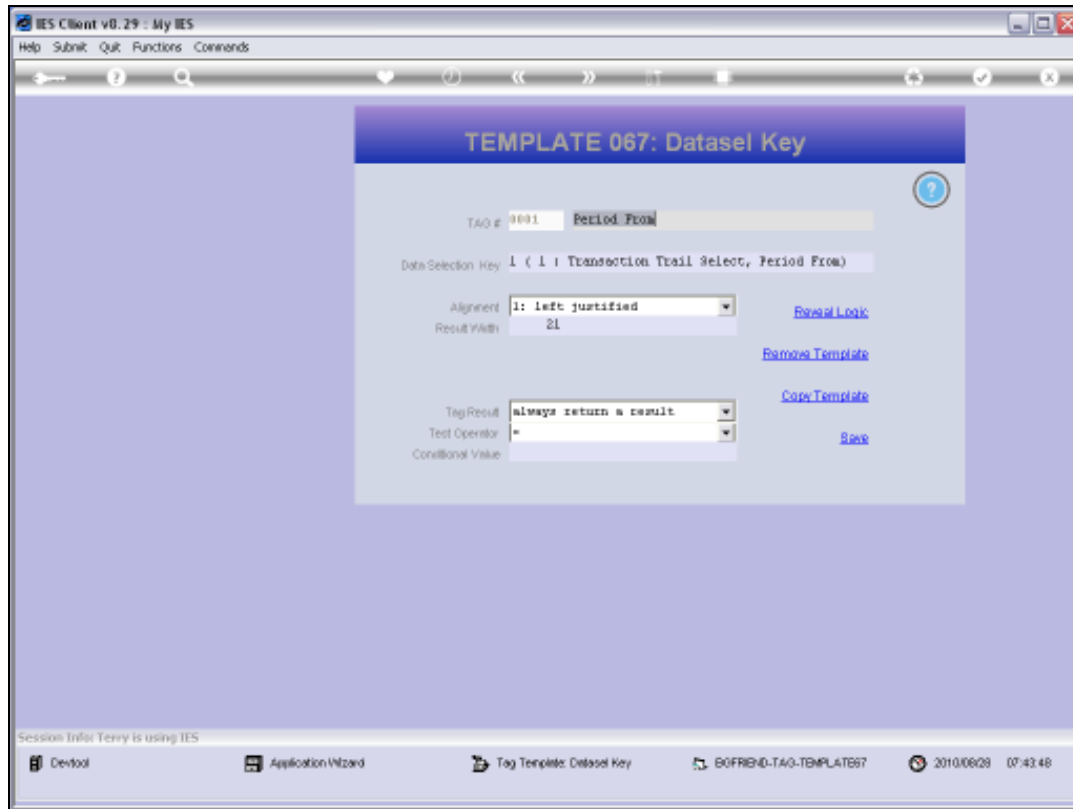 IES Client v8.29 : My IES
Help Submit Quit Functions Commands
TEMPLATE 067: Datasel Key
TAG # 0001 Period From
Data Selection Key 1 ( 1 : Transaction Trail Select, Period From)
Alignment 1: left justified
Reveal Logic
Result Width 21
Remove Template
Copy Template
Tag Result always return a result
Test Operator =
Save
Conditional Value
Session Info: Terry is using IES
Devtool Application Wizard Tag Template: Datasel Key BGFRIEND-TAG-TEMPLATE67 2010/08/28 07:43:48